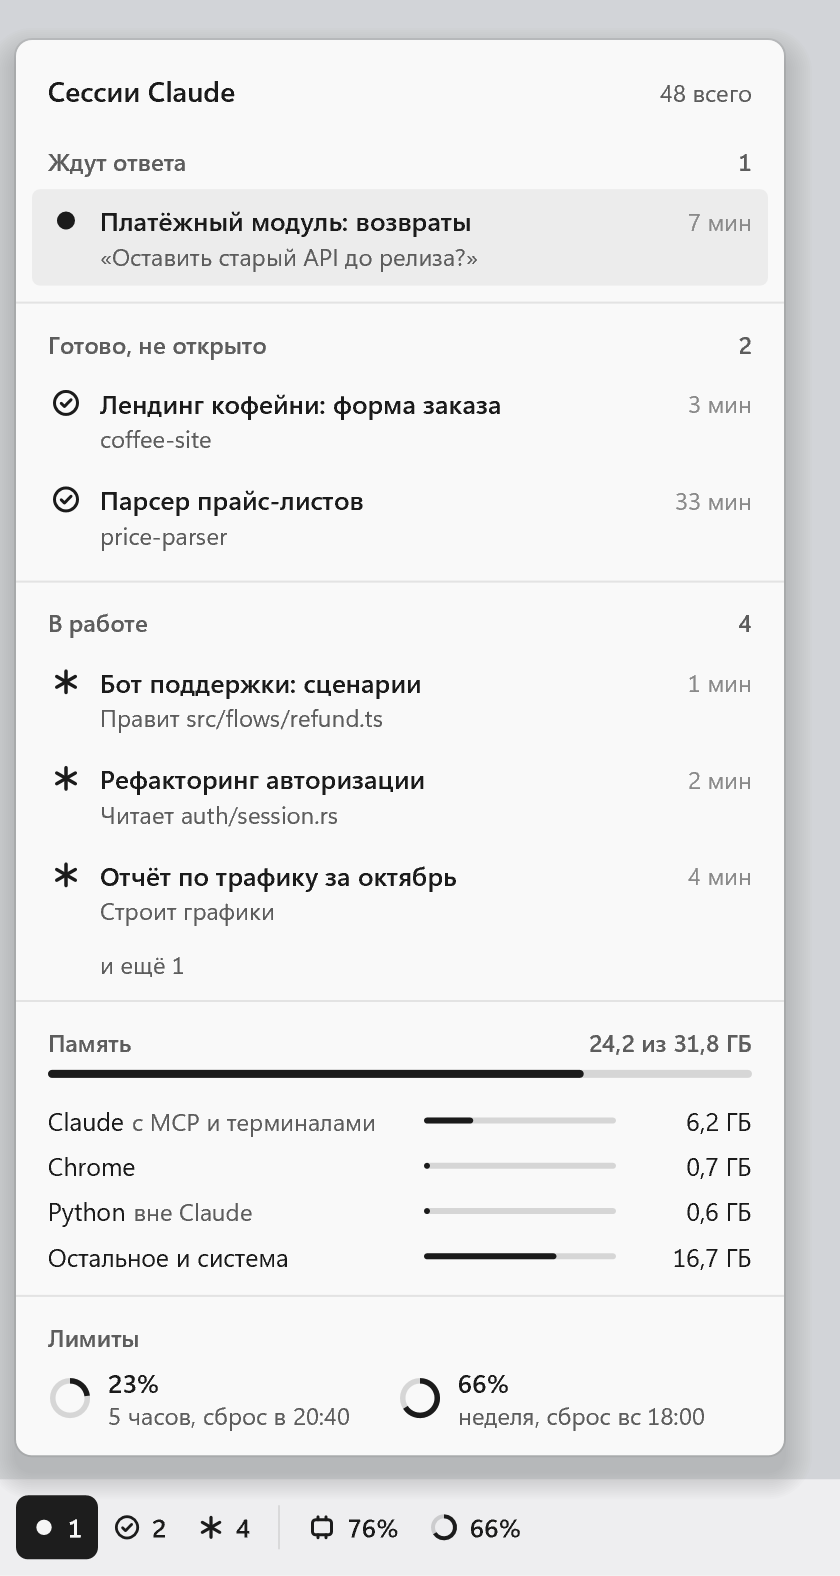 Сессии Claude 48 всего
Ждут ответа 1
Платёжный модуль: возвраты 7 мин
«Оставить старый API до релиза?»
Готово, не открыто 2
Лендинг кофейни: форма заказа 3 мин
coffee-site
Парсер прайс-листов 33 мин
price-parser
В работе 4
Бот поддержки: сценарии 1 мин
Правит src/flows/refund.ts
Рефакторинг авторизации 2 мин
Читает auth/session.rs
Отчёт по трафику за октябрь 4 мин
Строит графики
и ещё 1
Память 24,2 из 31,8 ГБ
Claude с MCP и терминалами 6,2 ГБ
Chrome 0,7 ГБ
Python вне Claude 0,6 ГБ
Остальное и система 16,7 ГБ
Лимиты
23% 66%
5 часов, сброс в 20:40 неделя, сброс вс 18:00
1 2 4 76% 66%